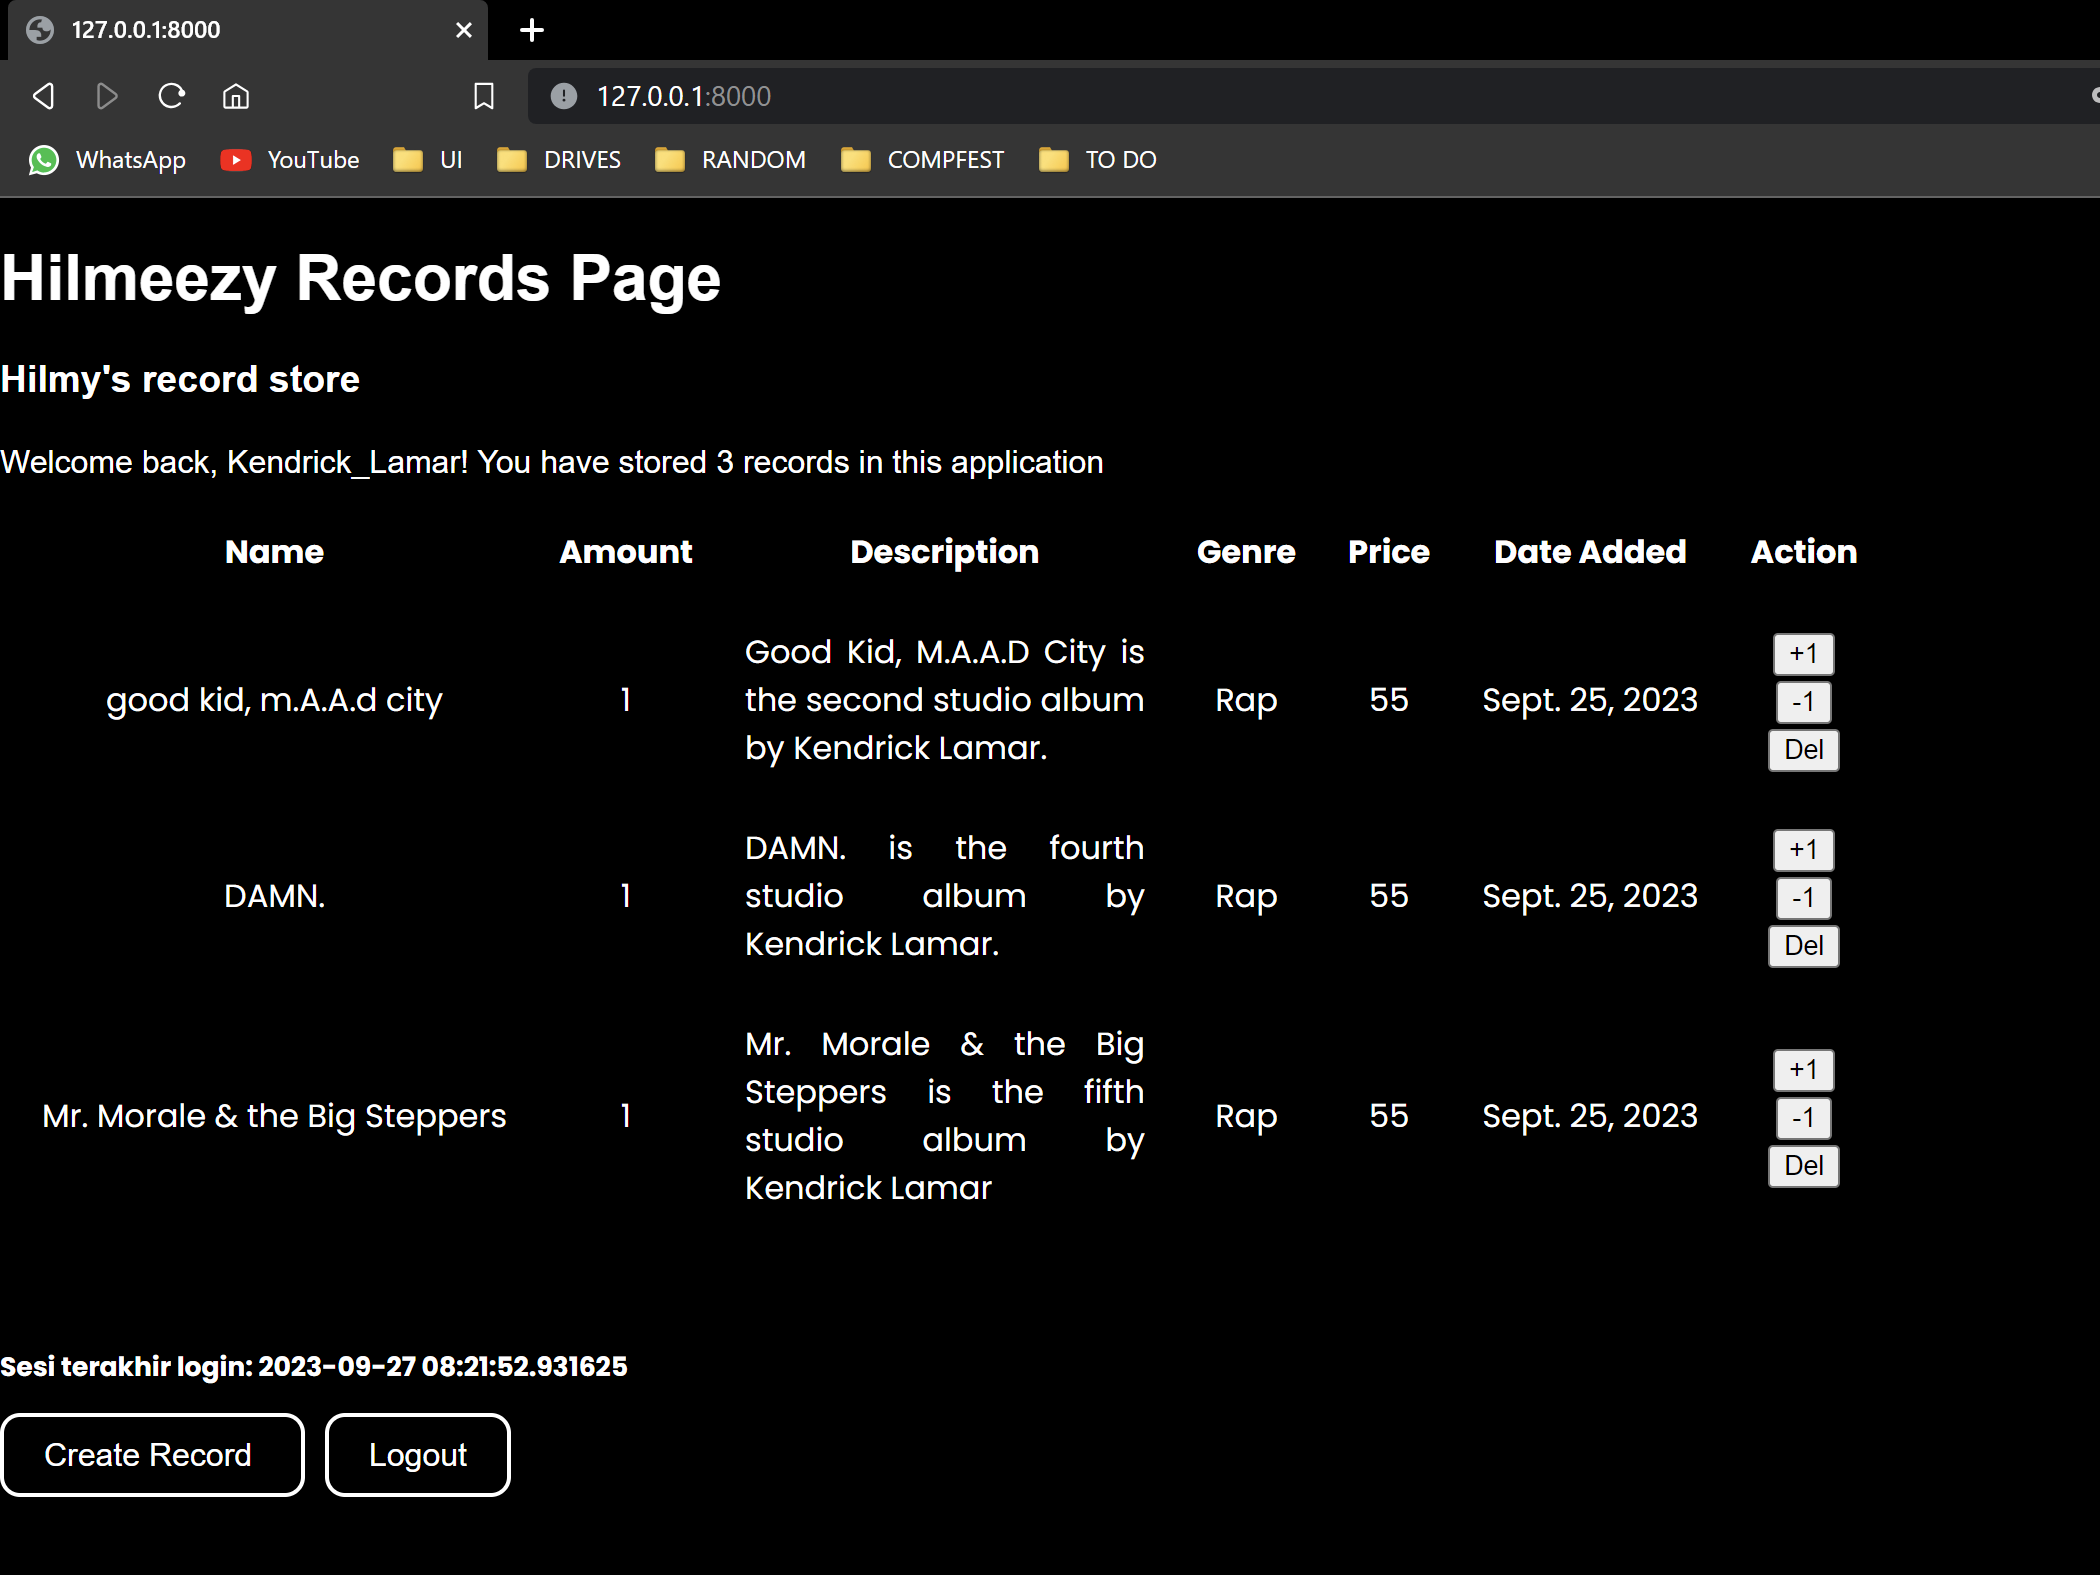 127.0.0.1:8000
127.0.0.1:8000
WhatsApp YouTube UI DRIVES RANDOM COMPFEST TO DO
Hilmeezy Records Page
Hilmy's record store
Welcome back, Kendrick_Lamar! You have stored 3 records in this application
Name Amount Description Genre Price Date Added Action
good kid, m.A.A.d city 1 Good Kid, M.A.A.D City is
the second studio album
by Kendrick Lamar. Rap 55 Sept. 25, 2023 +1
-1
Del
DAMN. 1 DAMN. is the fourth
studio album by
Kendrick Lamar. Rap 55 Sept. 25, 2023 +1
-1
Del
Mr. Morale & the Big Steppers 1 Mr. Morale & the Big
Steppers is the fifth
studio album by
Kendrick Lamar Rap 55 Sept. 25, 2023 +1
-1
Del
Sesi terakhir login: 2023-09-27 08:21:52.931625
Create Record Logout